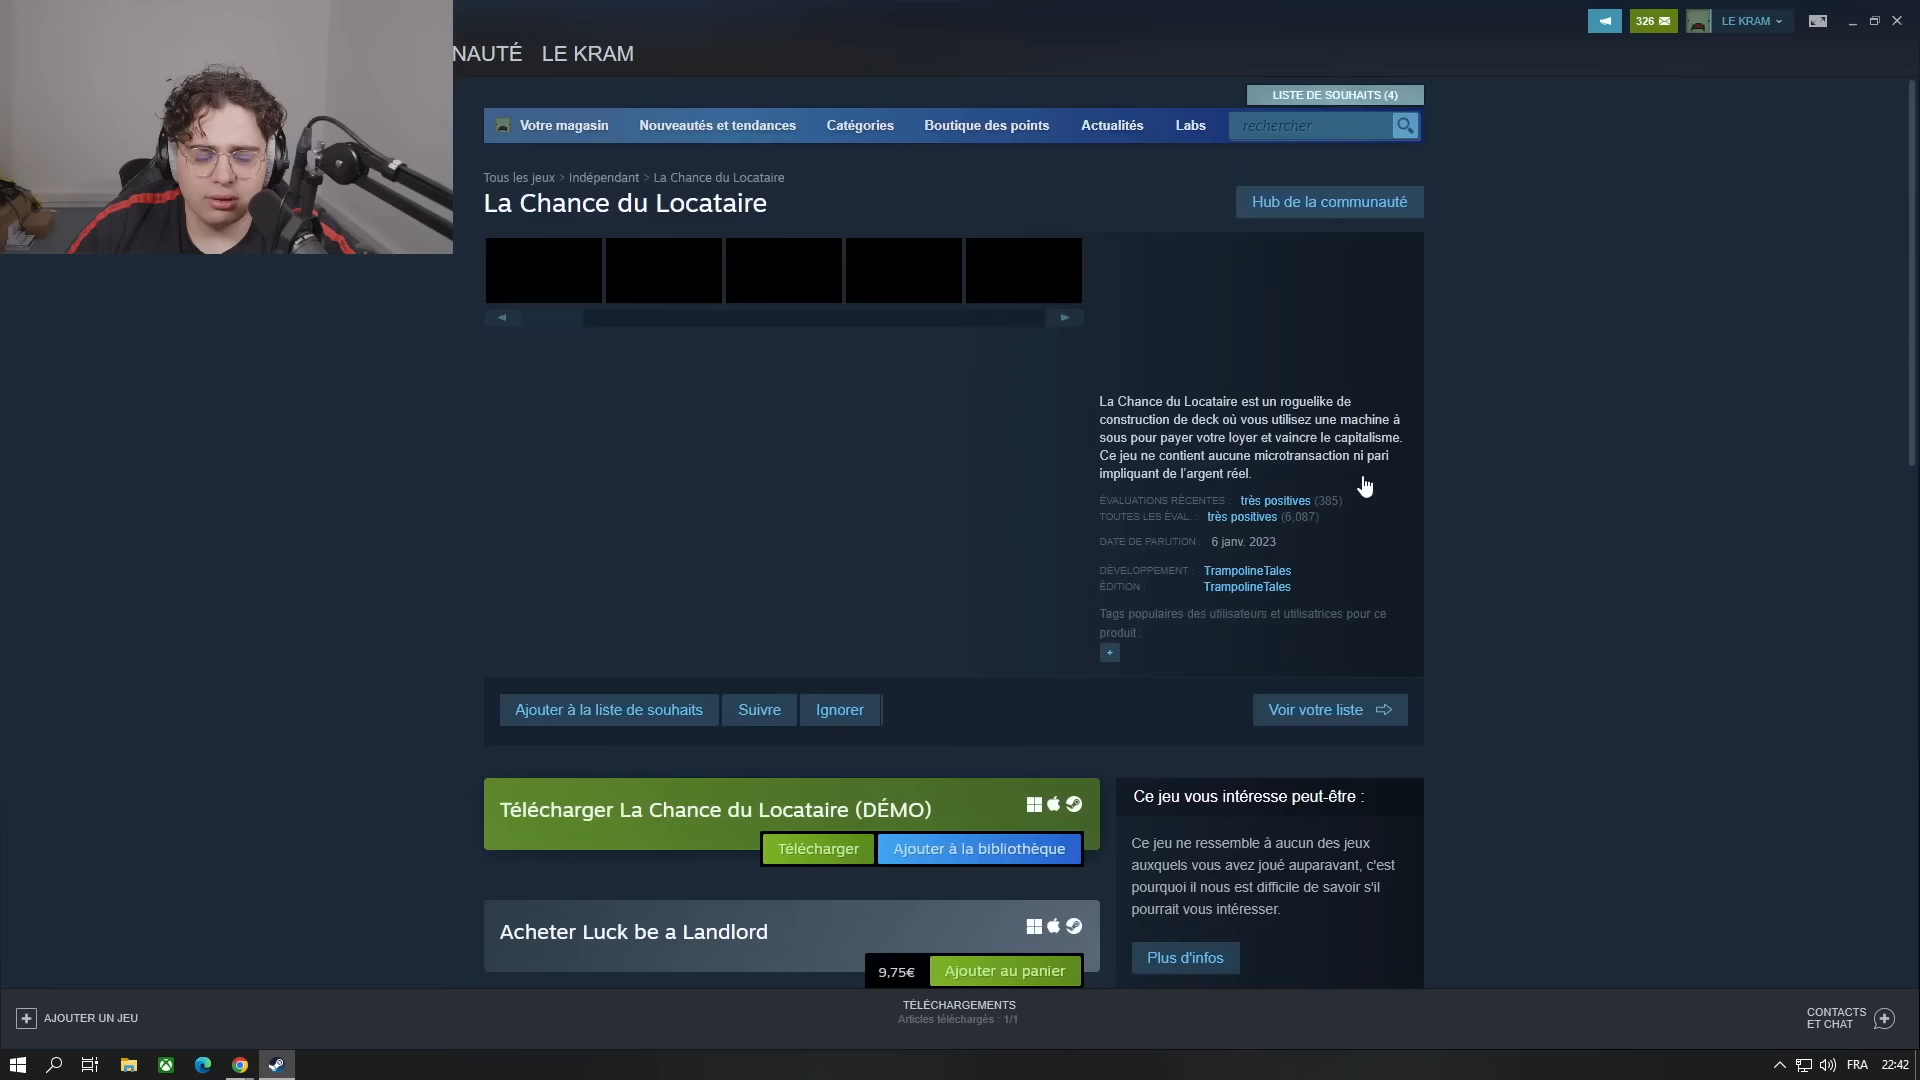 326
LE KRAM
NAUTÉ LE KRAM
LISTE DE SOUHAITS (4)
Votre magasin
Nouveautés et tendances
Catégories
Boutique des points
Actualités
Labs
rechercher
Tous les jeux > Indépendant > La Chance du Locataire
La Chance du Locataire
Hub de la communauté
La Chance du Locataire est un roguelike de
construction de deck où vous utilisez une machine à
sous pour payer votre loyer et vaincre le capitalisme.
Ce jeu ne contient aucune microtransaction ni pari
impliquant de l'argent réel.
ÉVALUATIONS RÉCENTES : très positives (385)
TOUTES LES ÉVAL. : très positives (6,087)
DATE DE PARUTION : 6 janv. 2023
DÉVELOPPEMENT : TrampolineTales
ÉDITION : TrampolineTales
Tags populaires des utilisateurs et utilisatrices pour ce
produit :
+
Ajouter à la liste de souhaits
Suivre
Ignorer
Voir votre liste
Télécharger La Chance du Locataire (DÉMO)
Télécharger
Ajouter à la bibliothèque
Acheter Luck be a Landlord
9,75€
Ajouter au panier
Ce jeu vous intéresse peut-être :
Ce jeu ne ressemble à aucun des jeux
auxquels vous avez joué auparavant, c'est
pourquoi il nous est difficile de savoir s'il
pourrait vous intéresser.
Plus d'infos
AJOUTER UN JEU
TÉLÉCHARGEMENTS
Articles téléchargés : 1/1
CONTACTS
ET CHAT
FRA
22:42